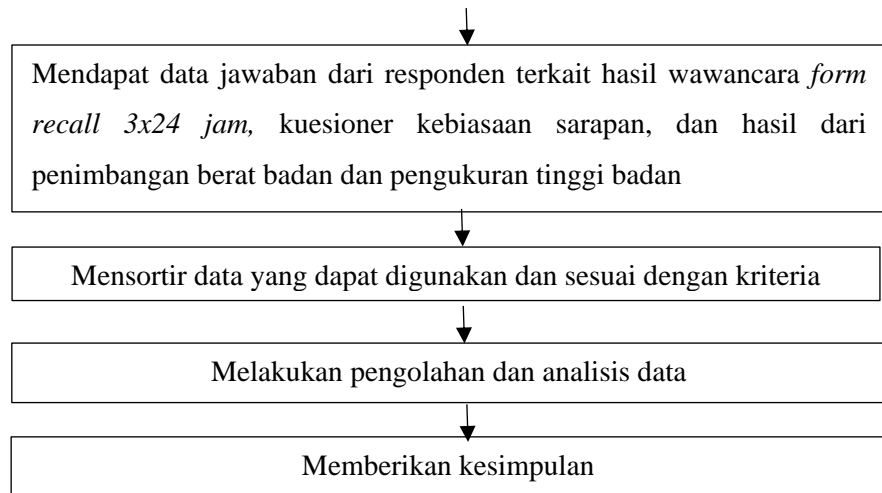 Mendapat data jawaban dari responden terkait hasil wawancara form
recall 3x24 jam, kuesioner kebiasaan sarapan, dan hasil dari
penimbangan berat badan dan pengukuran tinggi badan
Mensortir data yang dapat digunakan dan sesuai dengan kriteria
Melakukan pengolahan dan analisis data
Memberikan kesimpulan